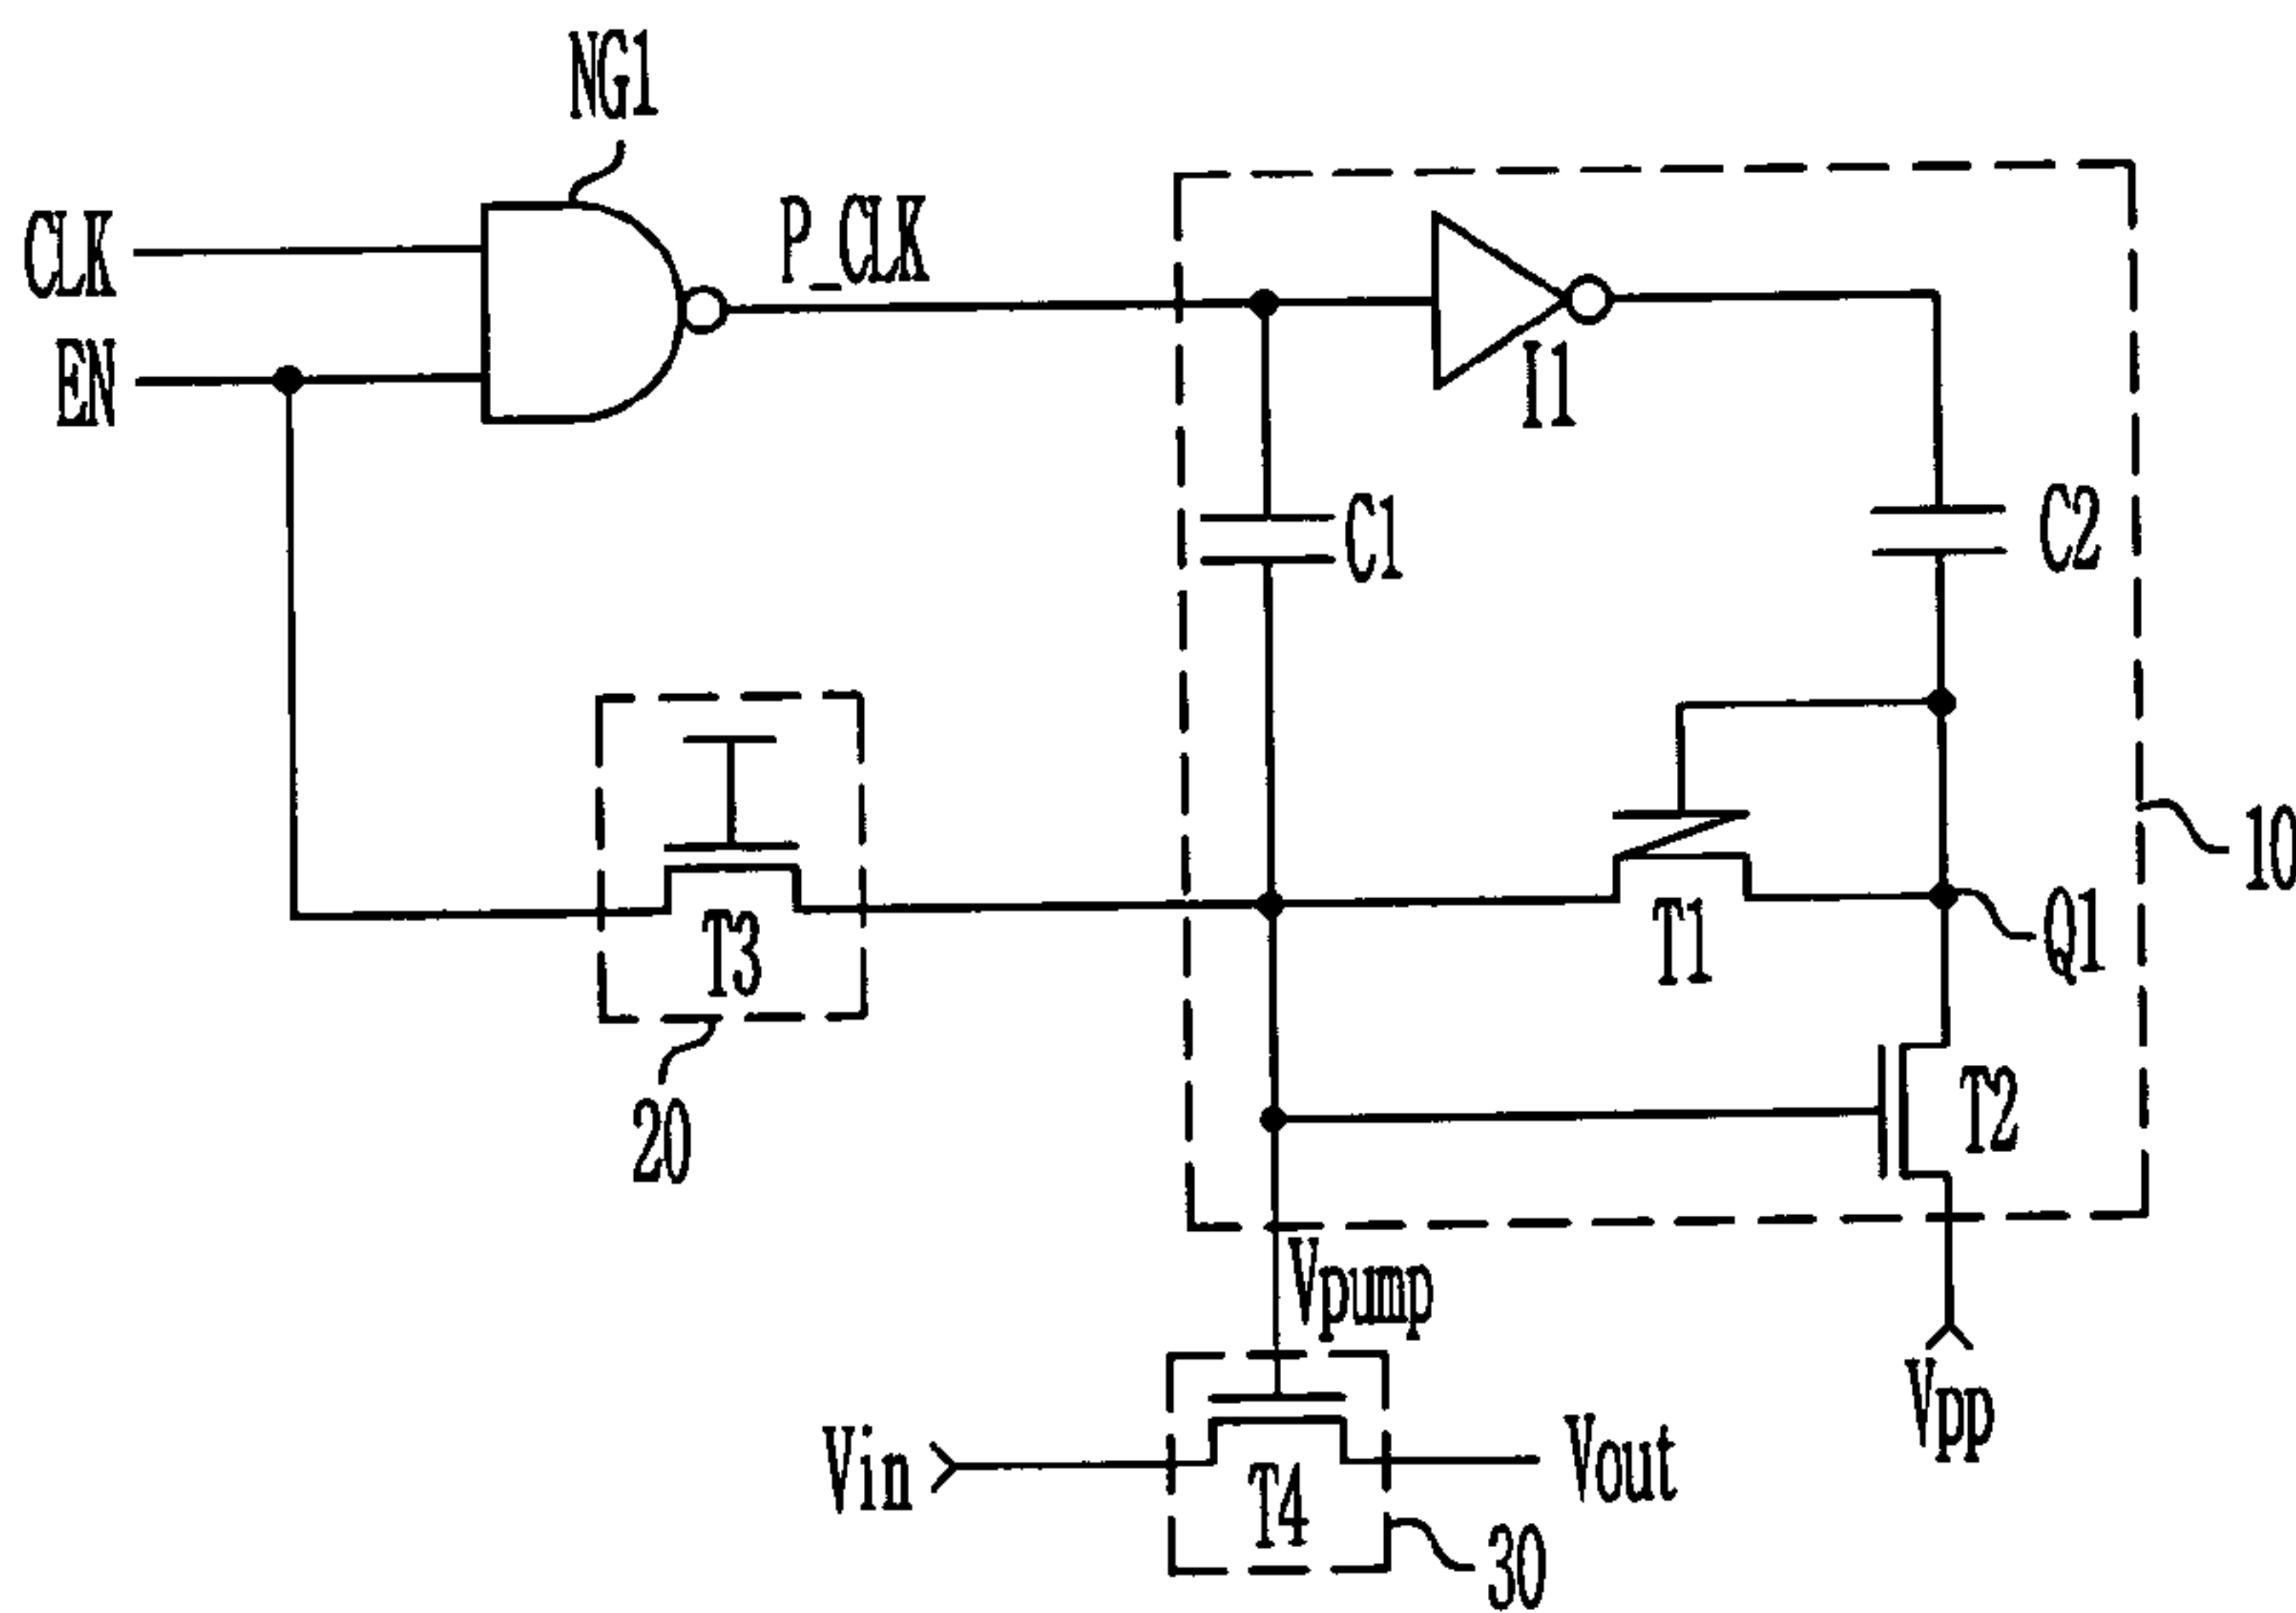 NG1
CLK
P_CLK
EN
I1
C1
C2
10
T1
Q1
T3
20
T2
Vpump
Vpp
Vin
Vout
T4
30